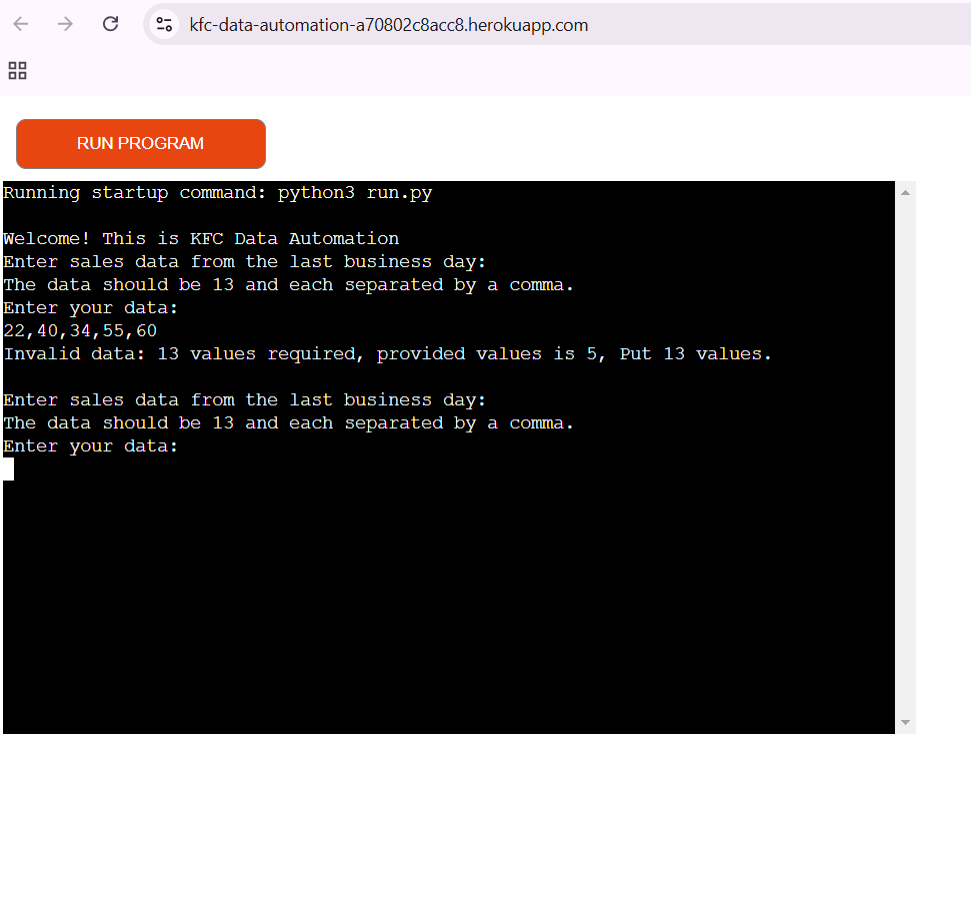 kfc-data-automation-a70802c8acc8.herokuapp.com
RUN PROGRAM
Running startup command: python3 run.py
Welcome! This is KFC Data Automation
Enter sales data from the last business day:
The data should be 13 and each separated by a comma.
Enter your data:
22,40,34,55,60
Invalid data: 13 values required, provided values is 5, Put 13 values.
Enter sales data from the last business day:
The data should be 13 and each separated by a comma.
Enter your data: